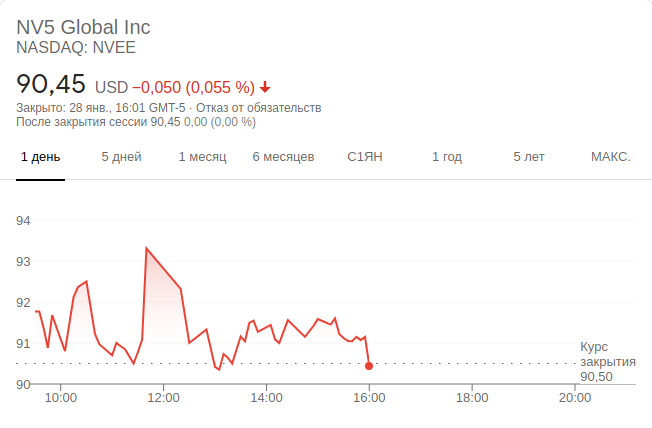 NV5 Global Inc
NASDAQ: NVEE
90,45 USD −0,050 (0,055 %)
Закрыто: 28 янв., 16:01 GMT-5 · Отказ от обязательств
После закрытия сессии 90,45 0,00 (0,00 %)
1 день 5 дней 1 месяц 6 месяцев С1ЯН 1 год 5 лет МАКС.
94
93
92
91
90
Курс
закрытия
90,50
10:00 12:00 14:00 16:00 18:00 20:00